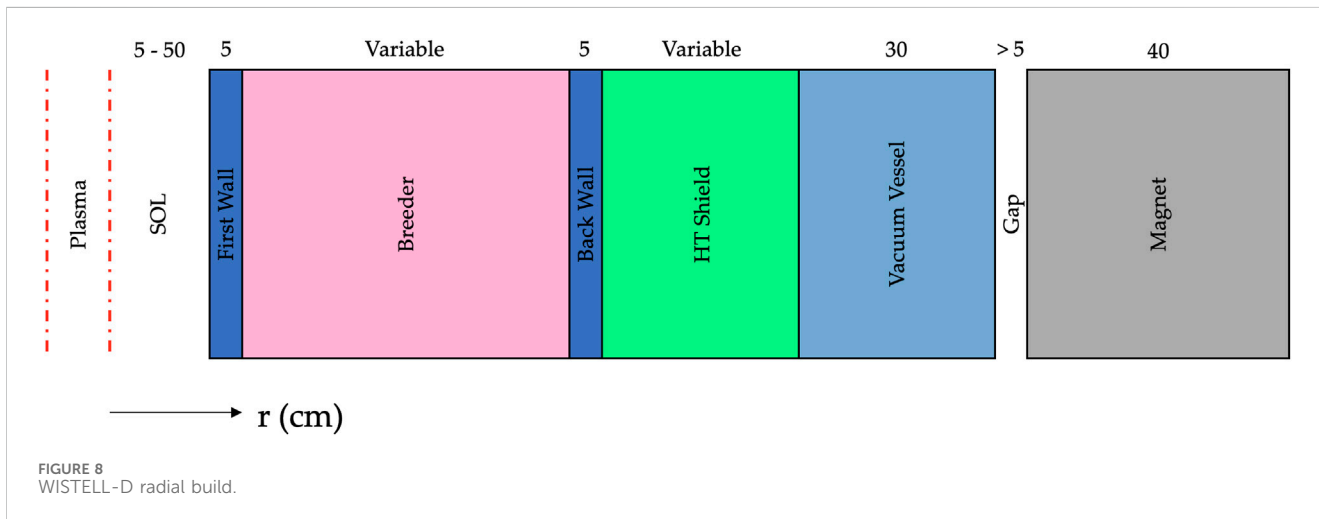 5 - 50 5 Variable 5 Variable 30 > 5 40
Plasma
SOL
First Wall
Breeder
Back Wall
HT Shield
Vacuum Vessel
Gap
Magnet
r (cm)
FIGURE 8
WISTELL-D radial build.